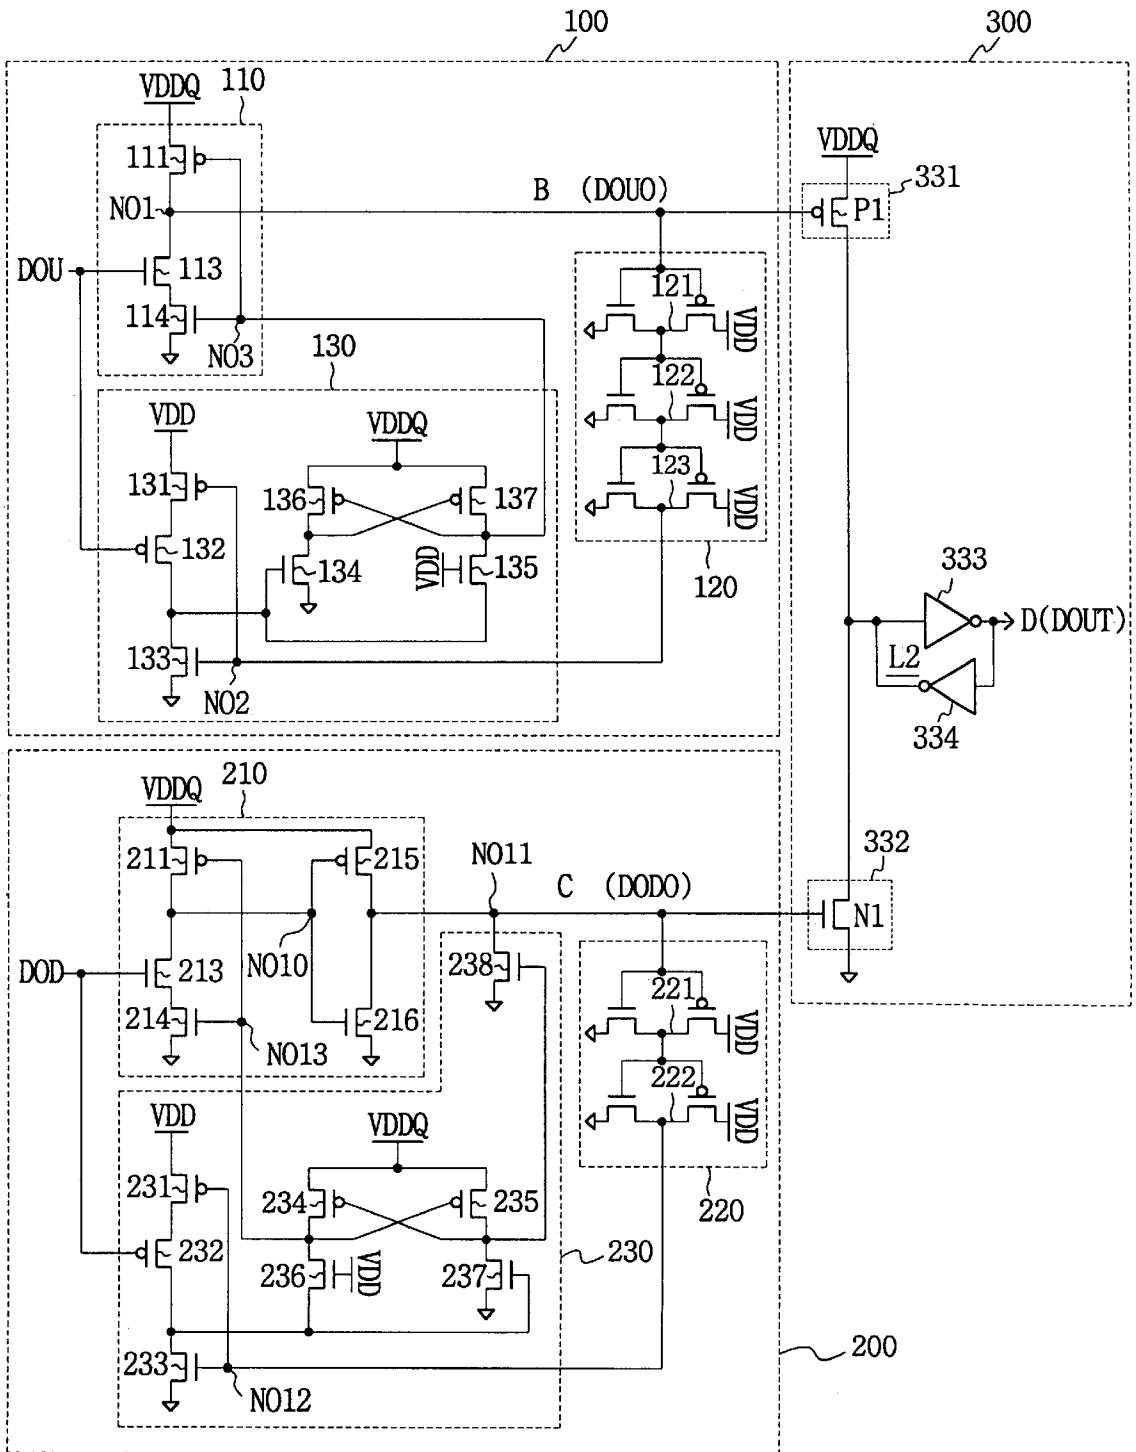 100
300
VDDQ
110
111
VDDQ
331
NO1
B (DOUO)
P1
DOU
113
121
VDD
114
NO3
130
122
VDD
VDD
VDDQ
123
VDD
131
136
137
132
134
VDD
135
120
333
D(DOUT)
L2
133
NO2
334
210
VDDQ
211
215
NO11
332
C (DODO)
N1
DOD
213
NO10
238
221
VDD
214
216
NO13
222
VDD
VDD
VDDQ
231
234
235
220
232
230
236
VDD
237
233
NO12
200